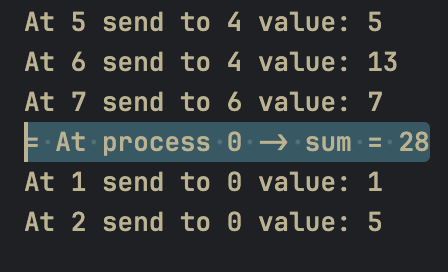 At 5 send to 4 value: 5
At 6 send to 4 value: 13
At 7 send to 6 value: 7
= At process 0 -> sum = 28
At 1 send to 0 value: 1
At 2 send to 0 value: 5